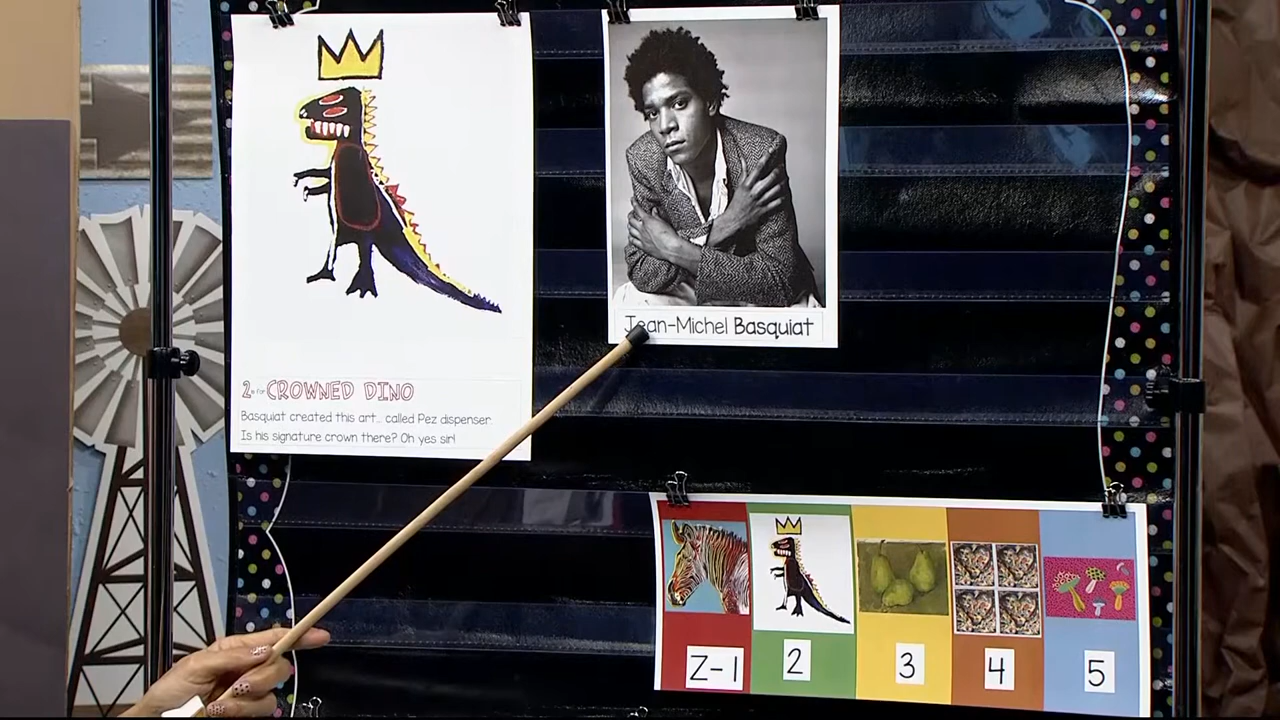 2 is for CROWNED DINO
Basquiat created this art... called Pez dispenser.
Is his signature crown there? Oh yes sir!
Jean-Michel Basquiat
Z-1
2
3
4
5